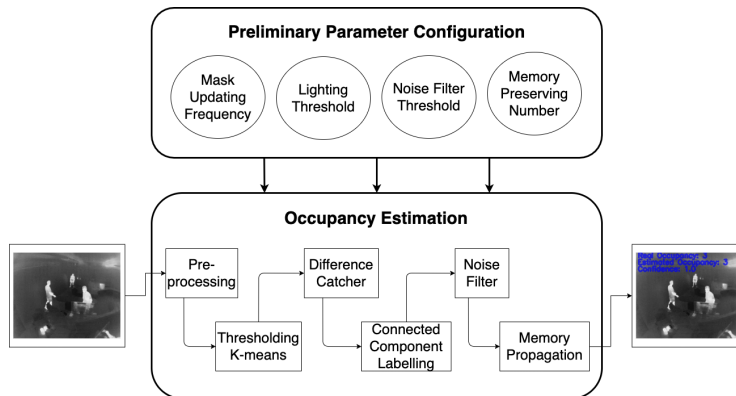 Preliminary Parameter Configuration
Mask
Updating
Frequency
Lighting
Threshold
Noise Filter
Threshold
Memory
Preserving
Number
Occupancy Estimation
Pre-
processing
Thresholding
K-means
Difference
Catcher
Connected
Component
Labelling
Noise
Filter
Memory
Propagation
Real Occupancy: 3
Estimated Occupancy: 3
Confidence: 1.0